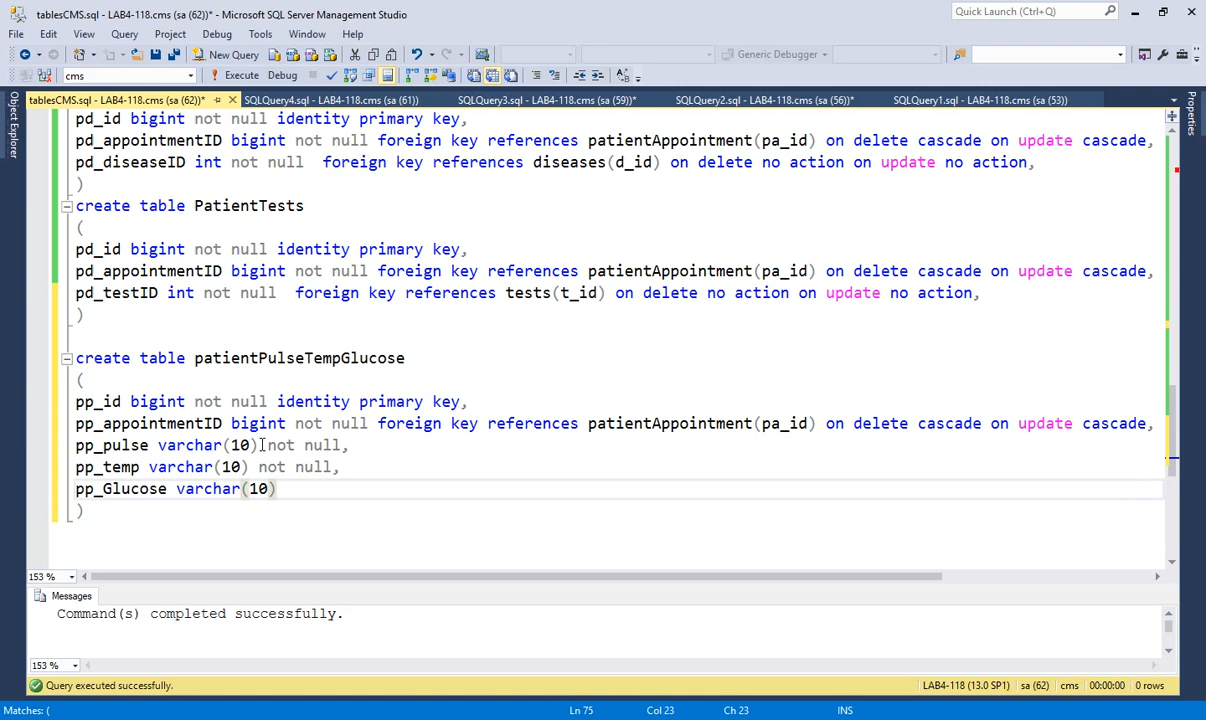 tablesCMS.sql - LAB4-118.cms (sa (62))* - Microsoft SQL Server Management Studio
Quick Launch (Ctrl+Q)
File Edit View Query Project Debug Tools Window Help
New Query
Generic Debugger
cms
Execute Debug
tablesCMS.sql - LAB4-118.cms (sa (62))* SQLQuery4.sql - LAB4-118.cms (sa (61)) SQLQuery3.sql - LAB4-118.cms (sa (59))* SQLQuery2.sql - LAB4-118.cms (sa (56))* SQLQuery1.sql - LAB4-118.cms (sa (53))
Object Explorer
Properties
pd_id bigint not null identity primary key,
pd_appointmentID bigint not null foreign key references patientAppointment(pa_id) on delete cascade on update cascade,
pd_diseaseID int not null foreign key references diseases(d_id) on delete no action on update no action,
)
create table PatientTests
(
pd_id bigint not null identity primary key,
pd_appointmentID bigint not null foreign key references patientAppointment(pa_id) on delete cascade on update cascade,
pd_testID int not null foreign key references tests(t_id) on delete no action on update no action,
)
create table patientPulseTempGlucose
(
pp_id bigint not null identity primary key,
pp_appointmentID bigint not null foreign key references patientAppointment(pa_id) on delete cascade on update cascade,
pp_pulse varchar(10) not null,
pp_temp varchar(10) not null,
pp_Glucose varchar(10)
)
153 %
Messages
Command(s) completed successfully.
153 %
Query executed successfully. LAB4-118 (13.0 SP1) sa (62) cms 00:00:00 0 rows
Matches: ( Ln 75 Col 23 Ch 23 INS